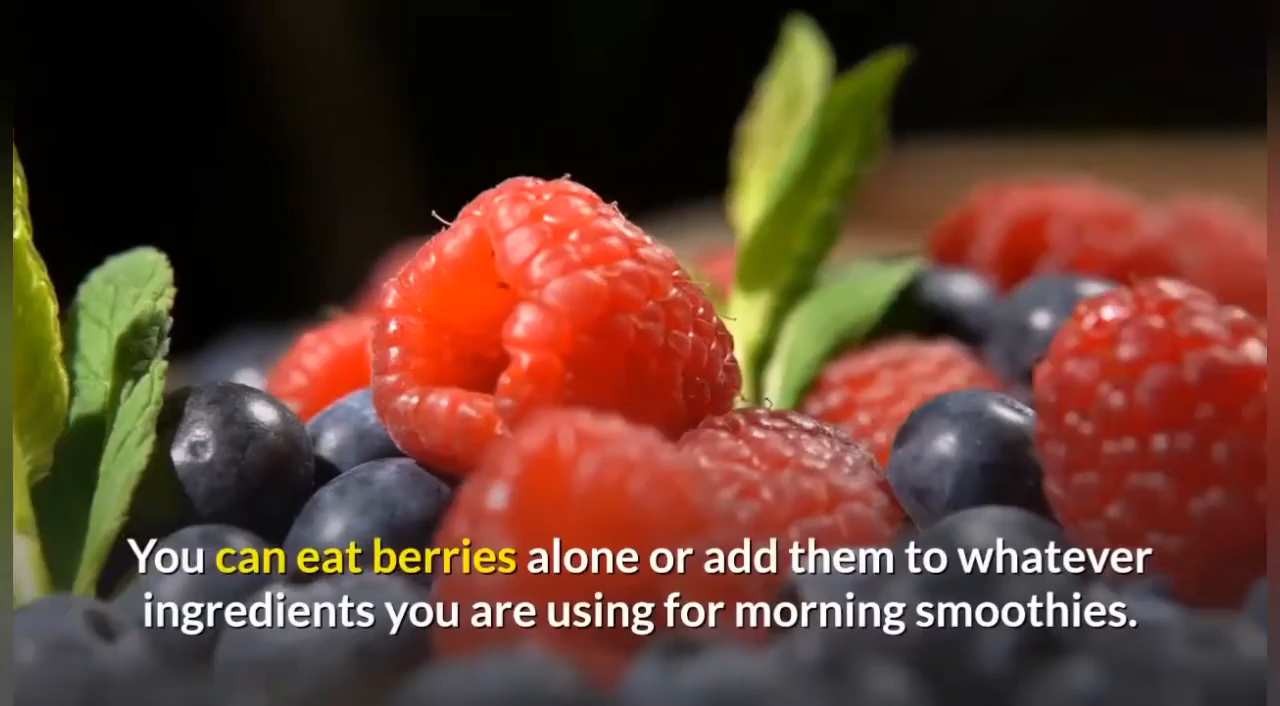 You can eat berries alone or add them to whatever
ingredients you are using for morning smoothies.